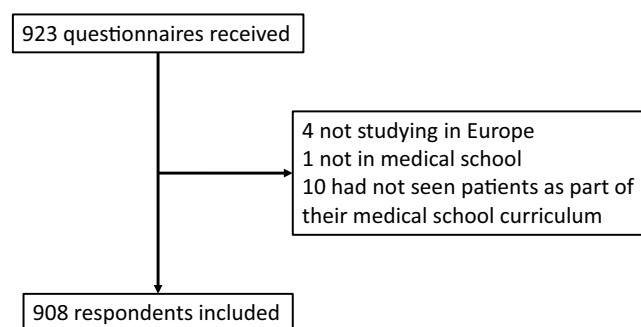 923 questionnaires received
4 not studying in Europe
1 not in medical school
10 had not seen patients as part of
their medical school curriculum
908 respondents included